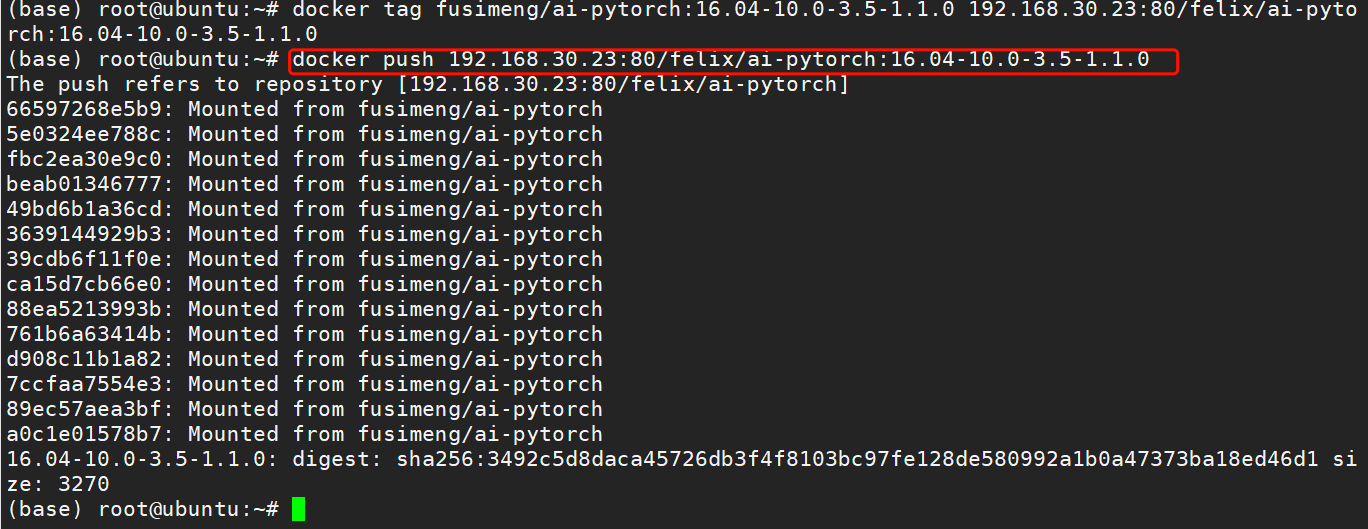 (base) root@ubuntu:~# docker tag fusimeng/ai-pytorch:16.04-10.0-3.5-1.1.0 192.168.30.23:80/felix/ai-pyto
rch:16.04-10.0-3.5-1.1.0
(base) root@ubuntu:~# docker push 192.168.30.23:80/felix/ai-pytorch:16.04-10.0-3.5-1.1.0
The push refers to repository [192.168.30.23:80/felix/ai-pytorch]
66597268e5b9: Mounted from fusimeng/ai-pytorch
5e0324ee788c: Mounted from fusimeng/ai-pytorch
fbc2ea30e9c0: Mounted from fusimeng/ai-pytorch
beab01346777: Mounted from fusimeng/ai-pytorch
49bd6b1a36cd: Mounted from fusimeng/ai-pytorch
3639144929b3: Mounted from fusimeng/ai-pytorch
39cdb6f11f0e: Mounted from fusimeng/ai-pytorch
ca15d7cb66e0: Mounted from fusimeng/ai-pytorch
88ea5213993b: Mounted from fusimeng/ai-pytorch
761b6a63414b: Mounted from fusimeng/ai-pytorch
d908c11b1a82: Mounted from fusimeng/ai-pytorch
7ccfaa7554e3: Mounted from fusimeng/ai-pytorch
89ec57aea3bf: Mounted from fusimeng/ai-pytorch
a0c1e01578b7: Mounted from fusimeng/ai-pytorch
16.04-10.0-3.5-1.1.0: digest: sha256:3492c5d8daca45726db3f4f8103bc97fe128de580992a1b0a47373ba18ed46d1 si
ze: 3270
(base) root@ubuntu:~#